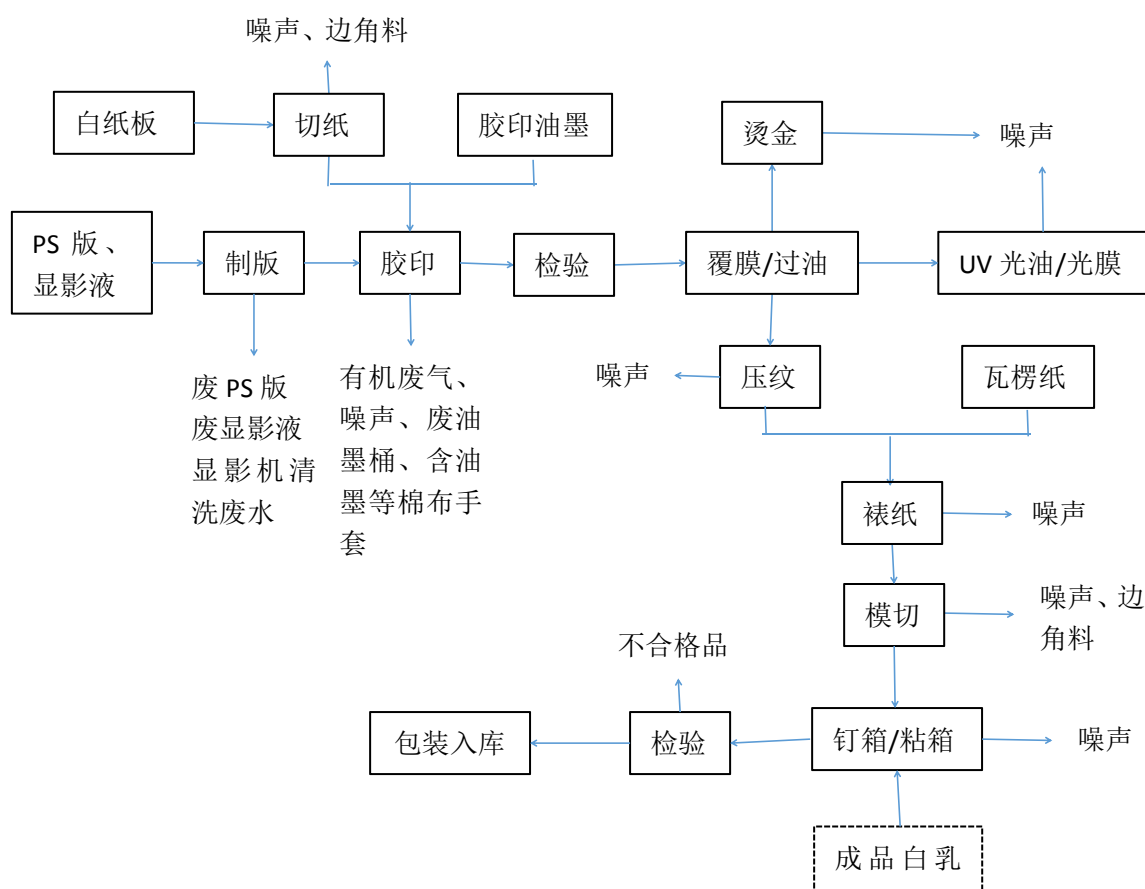 噪声、边角料
白纸板
切纸
胶印油墨
烫金
噪声
PS 版、
显影液
制版
胶印
检验
覆膜/过油
UV 光油/光膜
废 PS 版
废显影液
显影机清
洗废水
有机废气、
噪声、废油
墨桶、含油
墨等棉布手
套
噪声
压纹
瓦楞纸
裱纸
噪声
模切
噪声、边
角料
不合格品
包装入库
检验
钉箱/粘箱
噪声
成品白乳